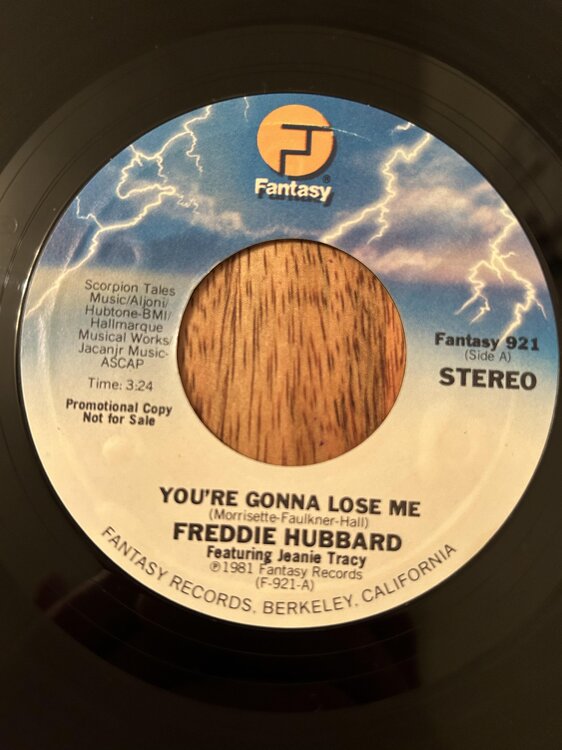 Fantasy®
Scorpion Tales
Music/Aljoni/
Hubtone-BMI/
Hallmarque
Musical Works/
Jacanjr Music-
ASCAP
Time: 3:24
Promotional Copy
Not for Sale
Fantasy 921
(Side A)
STEREO
YOU'RE GONNA LOSE ME
(Morrisette-Faulkner-Hall)
FREDDIE HUBBARD
Featuring Jeanie Tracy
℗1981 Fantasy Records
(F-921-A)
FANTASY RECORDS, BERKELEY, CALIFORNIA